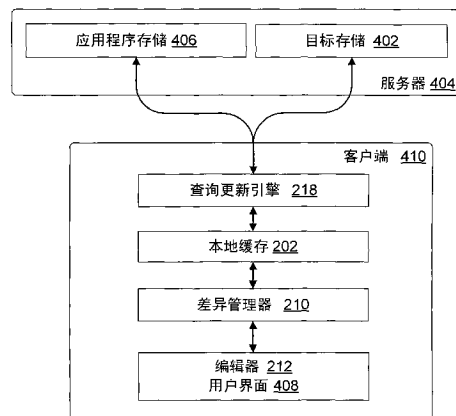 应用程序存储 406
目标存储 402
服务器 404
客户端 410
查询更新引擎 218
本地缓存 202
差异管理器 210
编辑器 212
用户界面 408